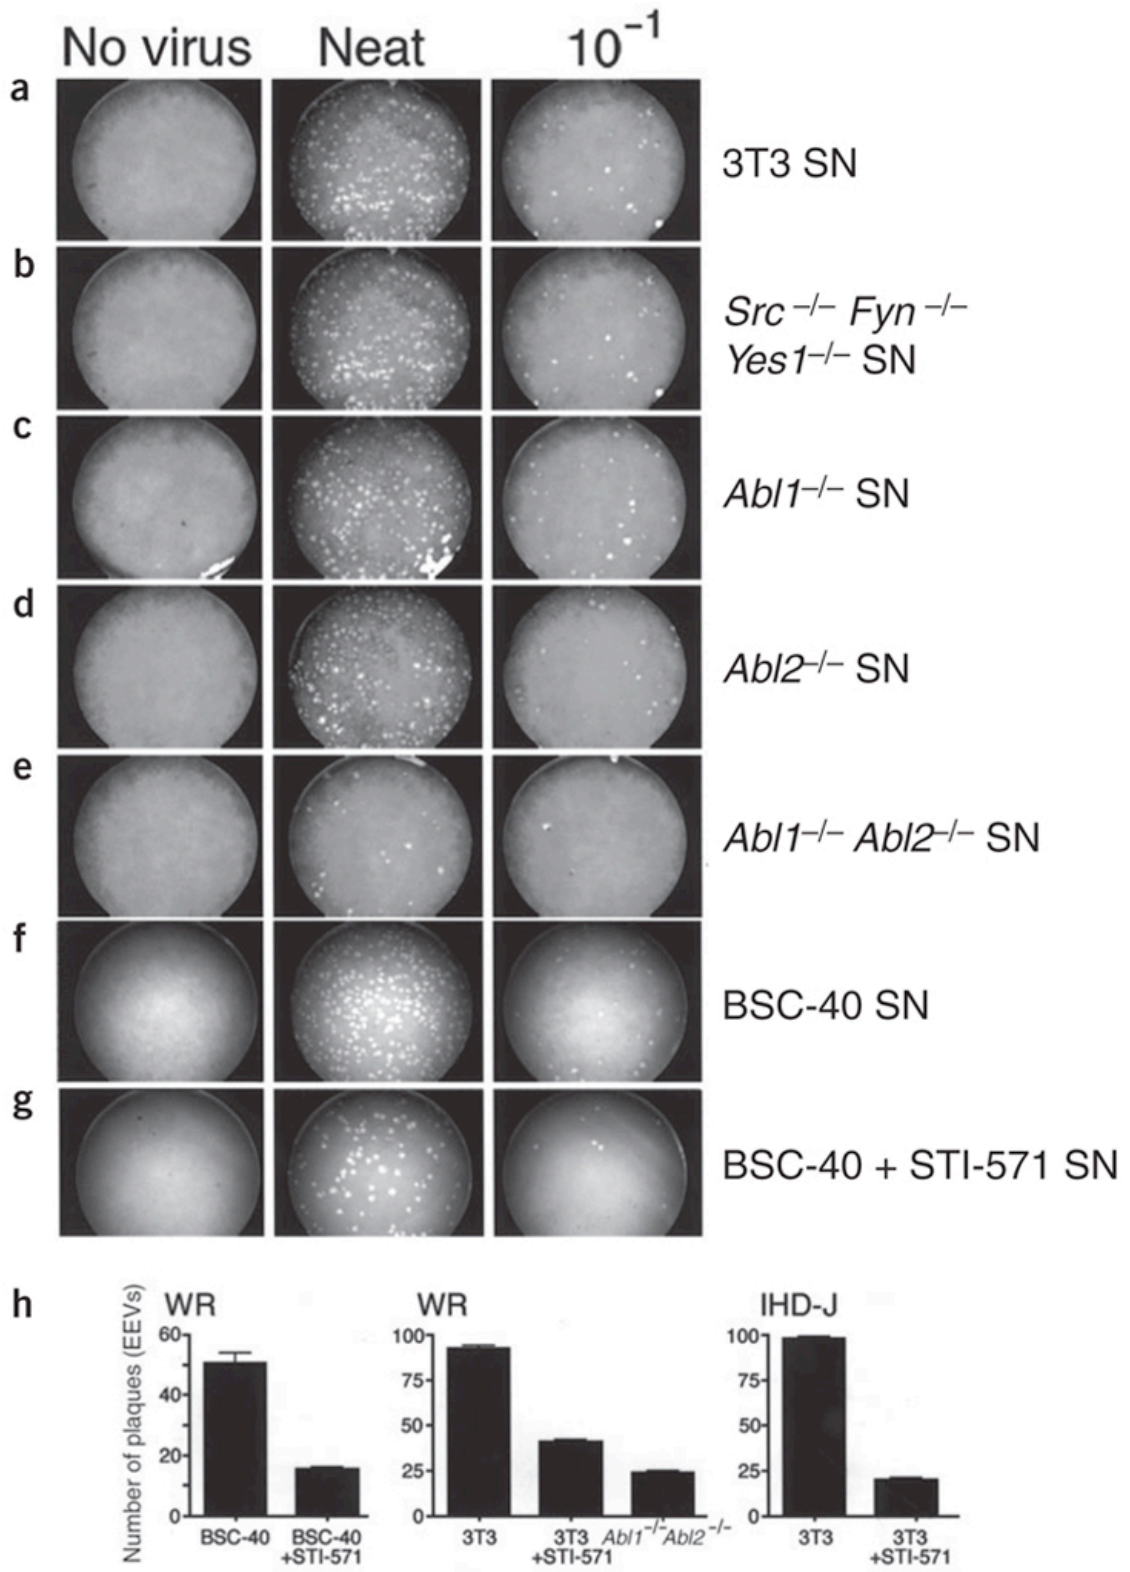 No virus Neat 10⁻¹
a
3T3 SN
b
Src –/– Fyn –/–
Yes1–/– SN
c
Abl1–/– SN
d
Abl2–/– SN
e
Abl1–/– Abl2–/– SN
f
BSC-40 SN
g
BSC-40 + STI-571 SN
h
WR WR IHD-J
Number of plaques (EEVs)
60
40
20
0
BSC-40 BSC-40
+STI-571
100
75
50
25
0
3T3 3T3 Abl1–/–Abl2–/–
+STI-571
100
75
50
25
0
3T3 3T3
+STI-571